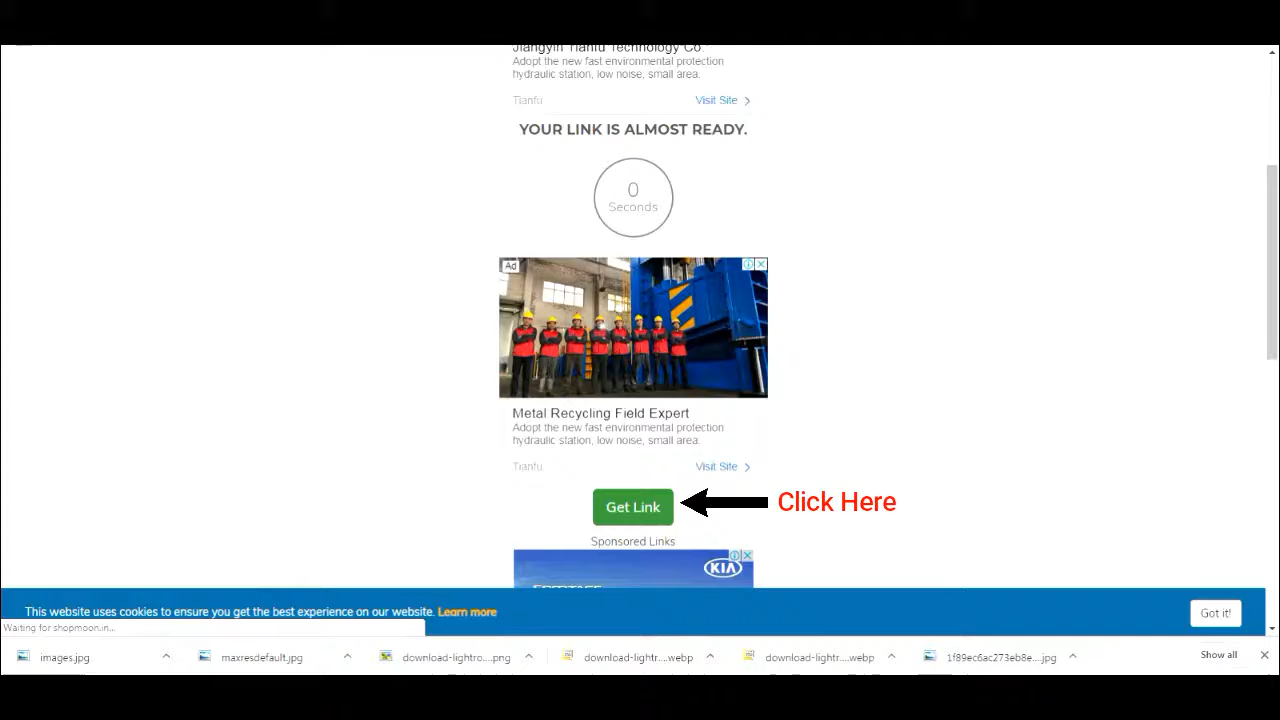 Jiangyin Tianfu Technology Co.
Adopt the new fast environmental protection
hydraulic station, low noise, small area.
Tianfu
Visit Site
YOUR LINK IS ALMOST READY.
0
Seconds
Ad
Metal Recycling Field Expert
Adopt the new fast environmental protection
hydraulic station, low noise, small area.
Tianfu
Visit Site
Get Link
Click Here
Sponsored Links
KIA
This website uses cookies to ensure you get the best experience on our website. Learn more
Got it!
Waiting for shopmoon.in...
images.jpg
maxresdefault.jpg
download-lightro....png
download-lightr....webp
download-lightr....webp
1f89ec6ac273eb8e....jpg
Show all